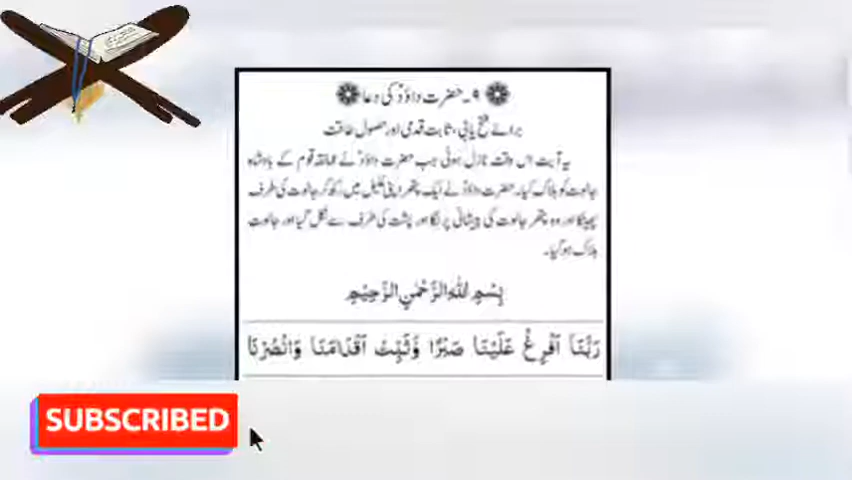 ۹۔حضرت داؤدؑ کی دعا
برائے فتح یابی، ثابت قدمی اور حصول طاقت
یہ آیت اس وقت نازل ہوئی جب حضرت داؤدؑ نے عمالقہ قوم کے بادشاہ
جالوت کو ہلاک کیا۔ حضرت داؤدؑ نے ایک پتھر اپنی غلیل میں رکھ کر جالوت کی طرف
پھینکا اور وہ پتھر جالوت کی پیشانی پر لگا اور پشت کی طرف سے نکل گیا اور جالوت
ہلاک ہو گیا۔
بِسْمِ اللهِ الرَّحْمٰنِ الرَّحِيْمِ
رَبَّنَآ اَفْرِغْ عَلَيْنَا صَبْرًا وَّثَبِّتْ اَقْدَامَنَا وَانْصُرْنَا
SUBSCRIBED